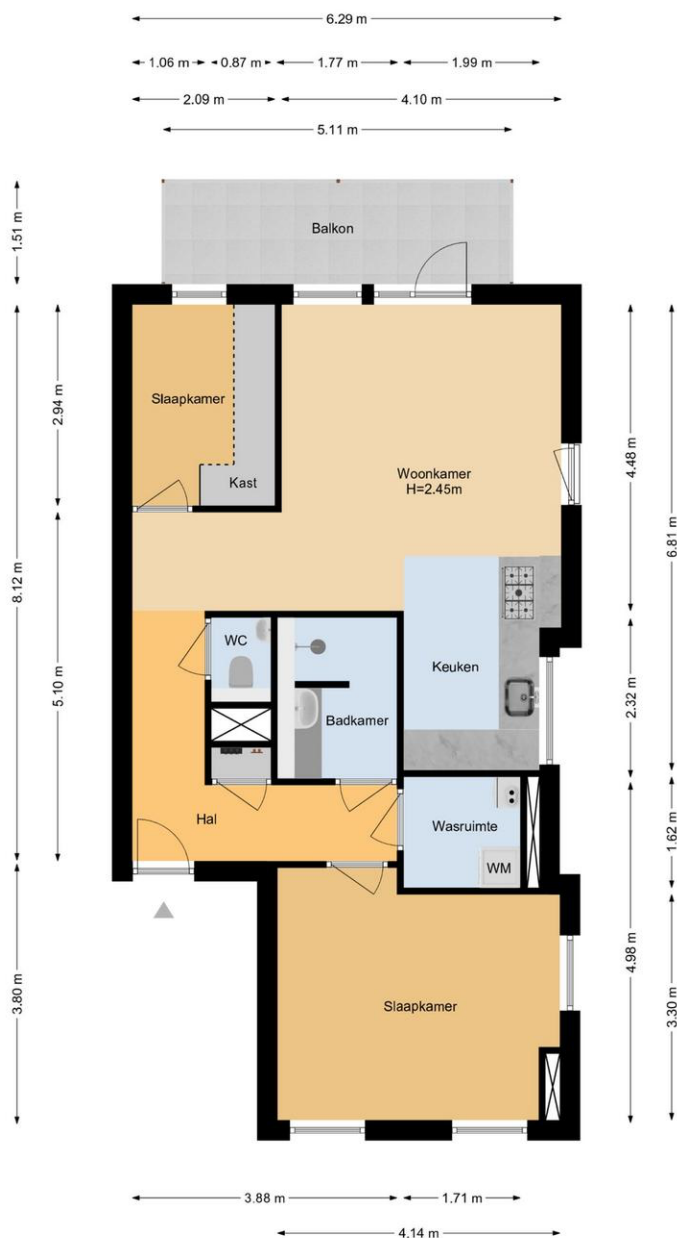 6.29 m
1.06 m
0.87 m
1.77 m
1.99 m
2.09 m
4.10 m
5.11 m
1.51 m
Balkon
8.12 m
2.94 m
Slaapkamer
Kast
Woonkamer
H=2.45m
4.48 m
6.81 m
5.10 m
WC
Badkamer
Keuken
2.32 m
Hal
Wasruimte
WM
1.62 m
3.80 m
Slaapkamer
4.98 m
3.30 m
3.88 m
1.71 m
4.14 m